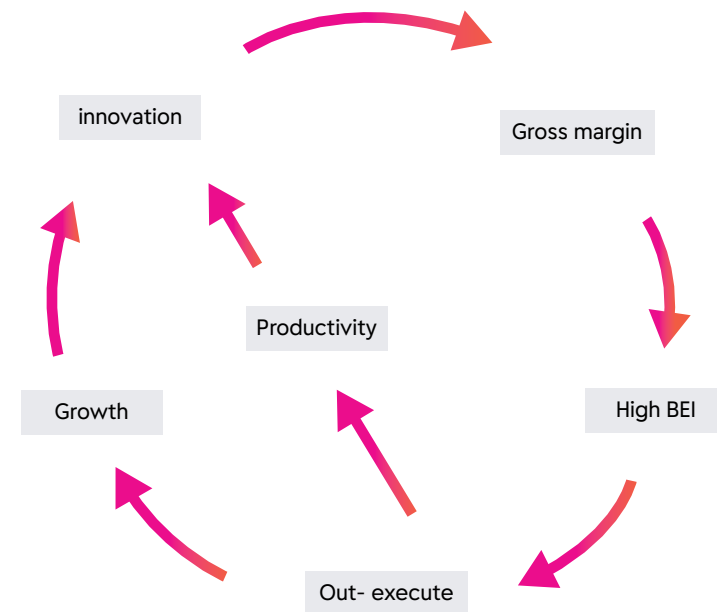 innovation
Gross margin
Productivity
Growth
High BEI
Out- execute